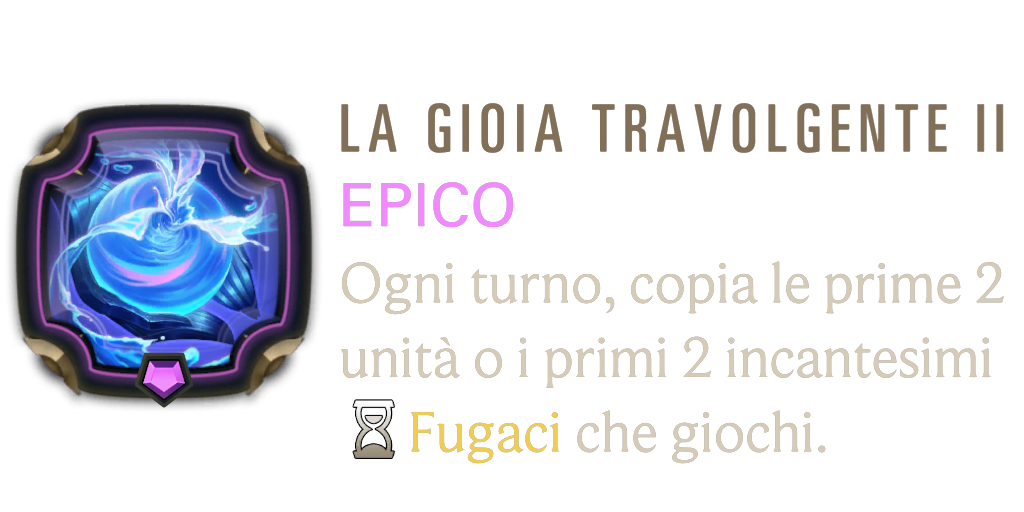 LA GIOIA TRAVOLGENTE II
EPICO
Ogni turno, copia le prime 2
unità o i primi 2 incantesimi
Fugaci che giochi.